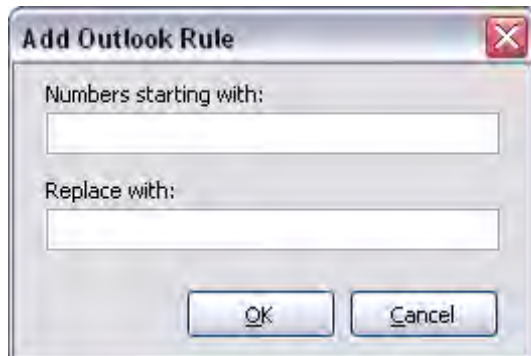 Add Outlook Rule
Numbers starting with:
Replace with:
OK
Cancel